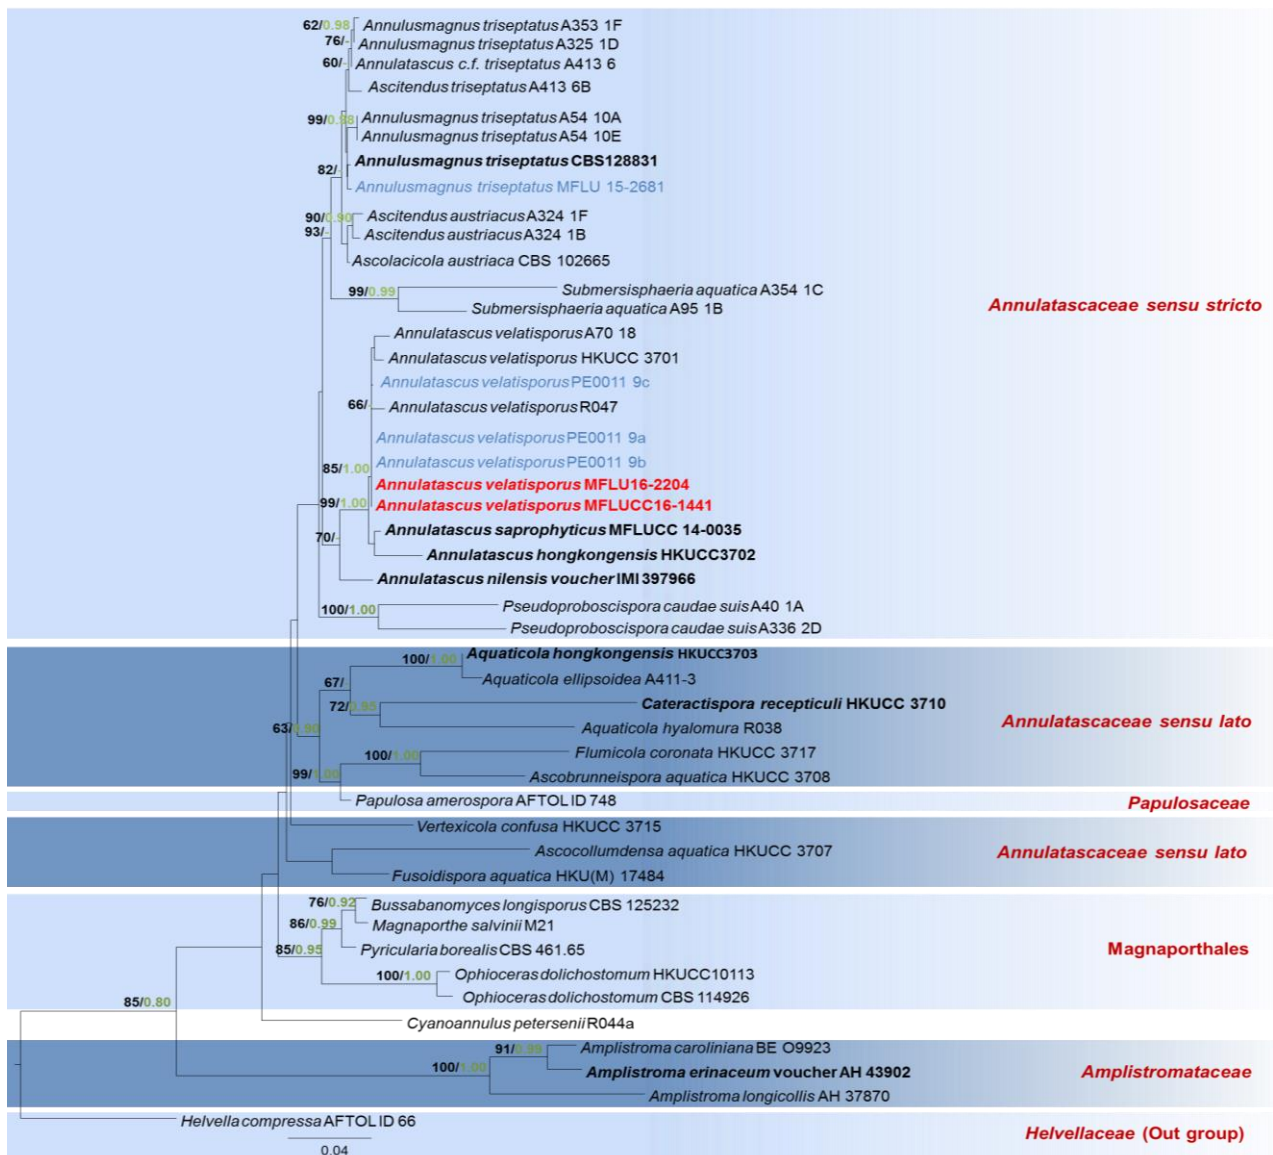 62/0.98
Annulusmagnus triseptatus A353 1F
76/-
Annulusmagnus triseptatus A325 1D
60/-
Annulatascus c.f. triseptatus A413 6
Ascitendus triseptatus A413 6B
99/0.98
Annulusmagnus triseptatus A54 10A
Annulusmagnus triseptatus A54 10E
82/-
Annulusmagnus triseptatus CBS128831
Annulusmagnus triseptatus MFLU 15-2681
90/0.90
Ascitendus austriacus A324 1F
93/-
Ascitendus austriacus A324 1B
Ascolacicola austriaca CBS 102665
99/0.99
Submersisphaeria aquatica A354 1C
Submersisphaeria aquatica A95 1B
Annulatascaceae sensu stricto
Annulatascus velatisporus A70 18
Annulatascus velatisporus HKUCC 3701
Annulatascus velatisporus PE0011 9c
66/-
Annulatascus velatisporus R047
Annulatascus velatisporus PE0011 9a
85/1.00
Annulatascus velatisporus PE0011 9b
Annulatascus velatisporus MFLU16-2204
99/1.00
Annulatascus velatisporus MFLUCC16-1441
70/-
Annulatascus saprophyticus MFLUCC 14-0035
Annulatascus hongkongensis HKUCC3702
Annulatascus nilensis voucher IMI 397966
100/1.00
Pseudoproboscispora caudae suis A40 1A
Pseudoproboscispora caudae suis A336 2D
100/1.00
Aquaticola hongkongensis HKUCC3703
67/
Aquaticola ellipsoidea A411-3
72/0.95
Cateractispora recepticuli HKUCC 3710
Annulatascaceae sensu lato
63/0.90
Aquaticola hyalomura R038
100/1.00
Flumicola coronata HKUCC 3717
99/1.00
Ascobrunneispora aquatica HKUCC 3708
Papulosa amerospora AFTOL ID 748
Papulosaceae
Vertexicola confusa HKUCC 3715
Ascocollumdensa aquatica HKUCC 3707
Annulatascaceae sensu lato
Fusoidispora aquatica HKU(M) 17484
76/0.92
Bussabanomyces longisporus CBS 125232
86/0.99
Magnaporthe salvinii M21
85/0.95
Pyricularia borealis CBS 461.65
Magnaporthales
100/1.00
Ophioceras dolichostomum HKUCC10113
Ophioceras dolichostomum CBS 114926
85/0.80
Cyanoannulus petersenii R044a
91/0.99
Amplistroma caroliniana BE O9923
100/1.00
Amplistroma erinaceum voucher AH 43902
Amplistromataceae
Amplistroma longicollis AH 37870
Helvella compressa AFTOL ID 66
Helvellaceae (Out group)
0.04